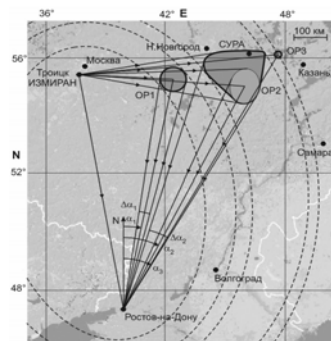 E
36° 42° 48°
56°
Москва
Н.Новгород
СУРА
ОР3
100 км
Казань
Троицк
ИЗМИРАН
ОР1
ОР2
Самара
N
52°
Δα₁
N
α₁
Δα₂
α₂
α₃
Волгоград
48°
Ростов-на-Дону